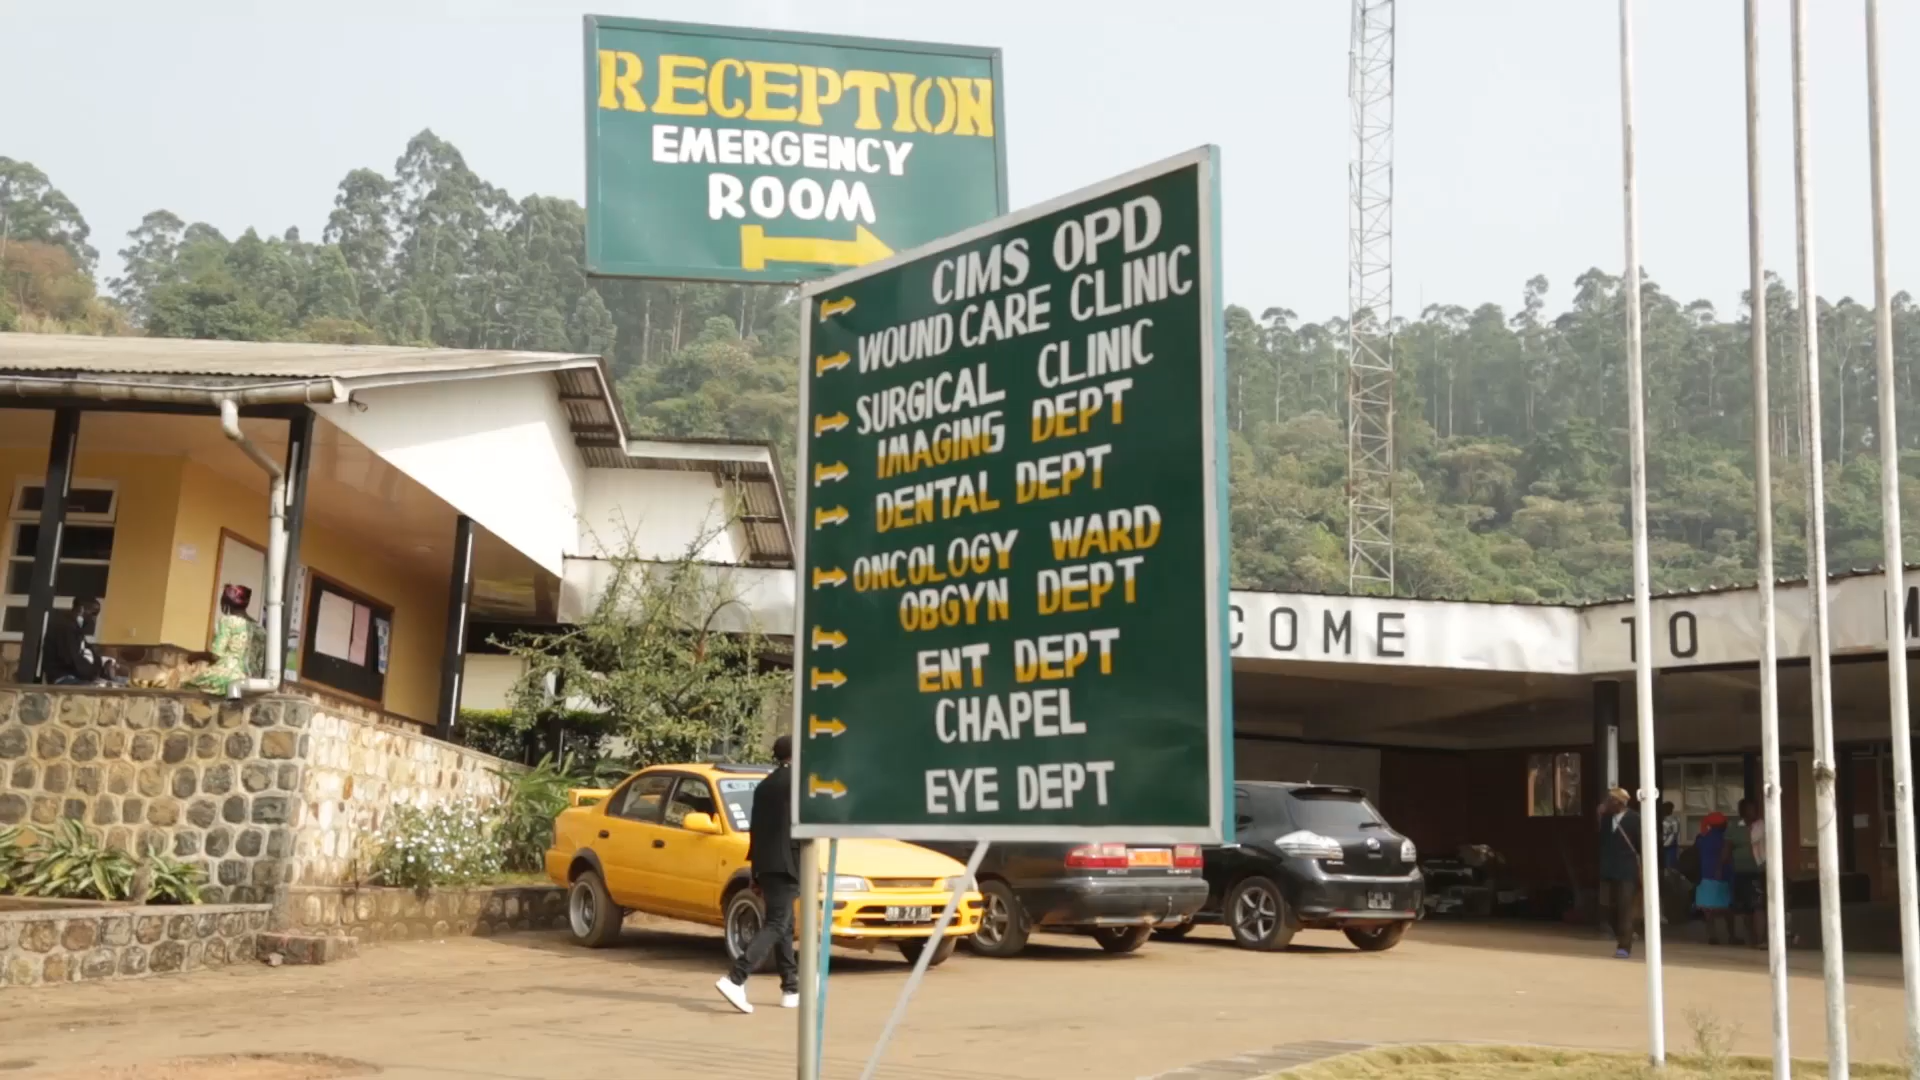 RECEPTION
EMERGENCY
ROOM
CIMS OPD
WOUND CARE CLINIC
SURGICAL CLINIC
IMAGING DEPT
DENTAL DEPT
ONCOLOGY WARD
OBGYN DEPT
ENT DEPT
CHAPEL
EYE DEPT
COME TO M